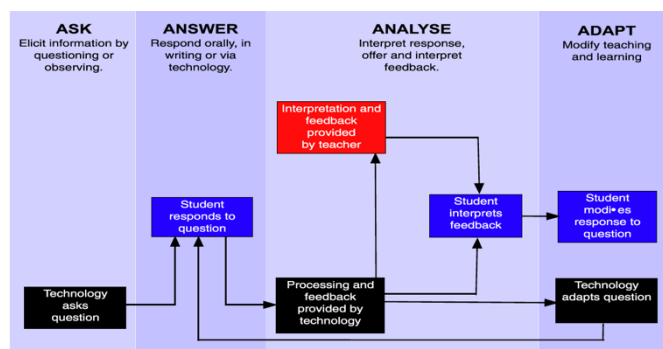 ASK
Elicit information by
questioning or
observing.
ANSWER
Respond orally, in
writing or via
technology.
ANALYSE
Interpret response,
offer and interpret
feedback.
ADAPT
Modify teaching
and learning
Interpretation and
feedback
provided
by teacher
Student
responds to
question
Student
interprets
feedback
Student
modi•es
response to
question
Technology
asks
question
Processing and
feedback
provided by
technology
Technology
adapts question